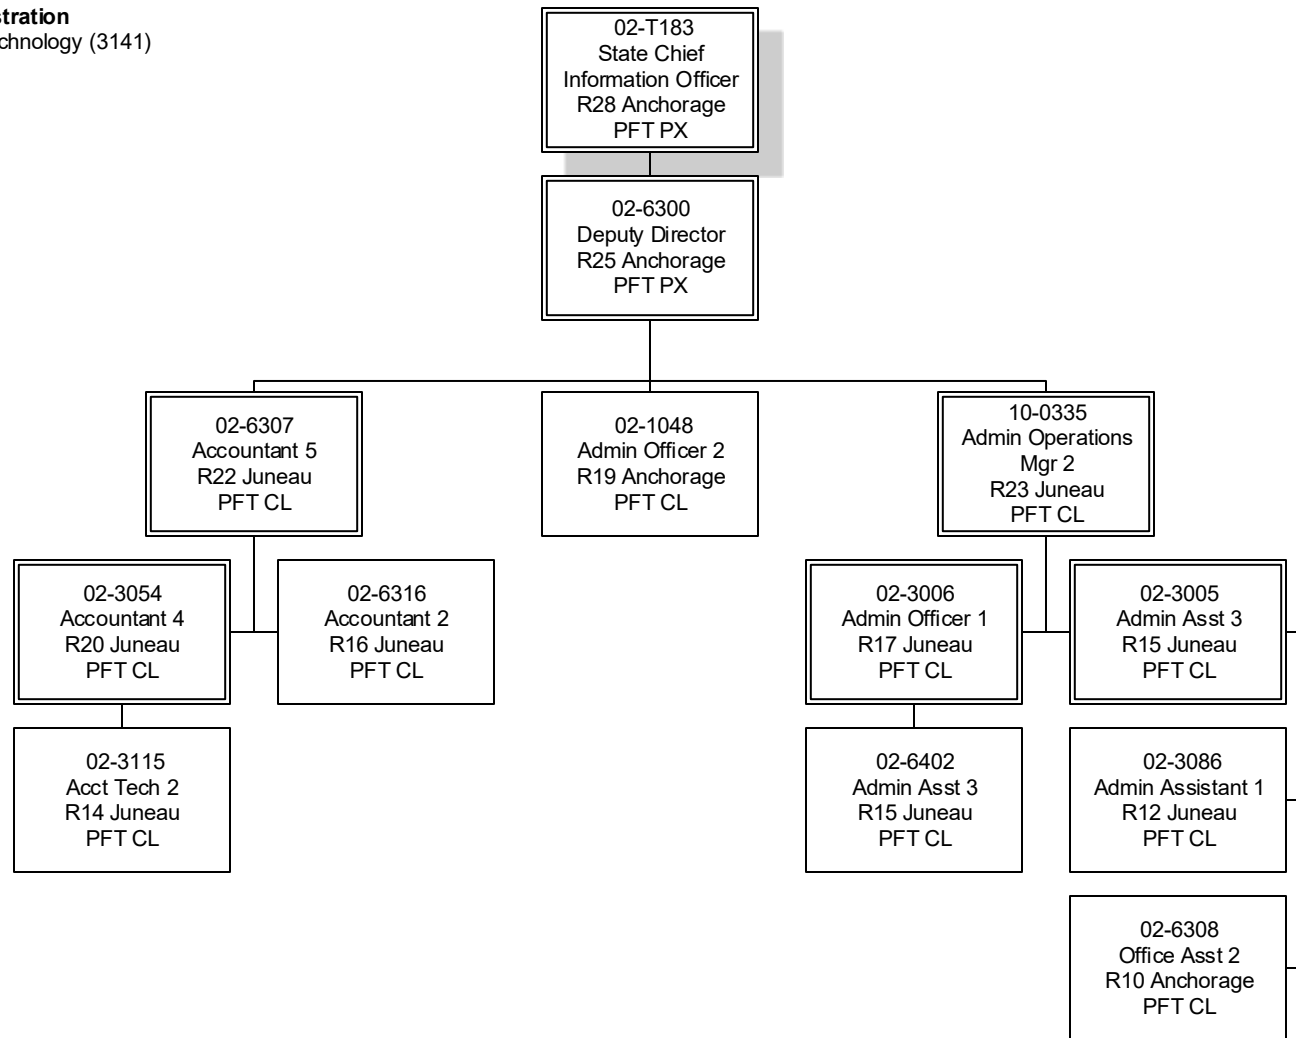 stration
chnology (3141)
02-T183
State Chief
Information Officer
R28 Anchorage
PFT PX
02-6300
Deputy Director
R25 Anchorage
PFT PX
02-6307
Accountant 5
R22 Juneau
PFT CL
02-1048
Admin Officer 2
R19 Anchorage
PFT CL
10-0335
Admin Operations
Mgr 2
R23 Juneau
PFT CL
02-3054
Accountant 4
R20 Juneau
PFT CL
02-6316
Accountant 2
R16 Juneau
PFT CL
02-3006
Admin Officer 1
R17 Juneau
PFT CL
02-3005
Admin Asst 3
R15 Juneau
PFT CL
02-3115
Acct Tech 2
R14 Juneau
PFT CL
02-6402
Admin Asst 3
R15 Juneau
PFT CL
02-3086
Admin Assistant 1
R12 Juneau
PFT CL
02-6308
Office Asst 2
R10 Anchorage
PFT CL